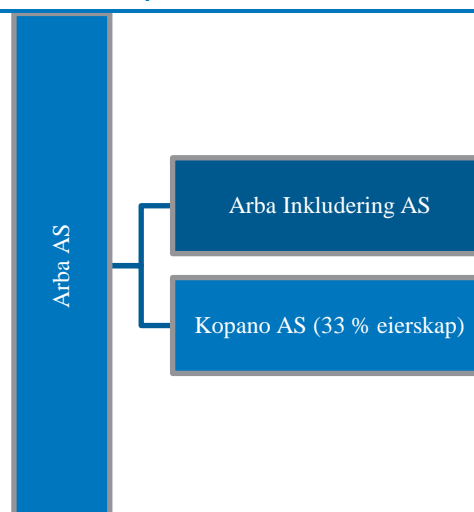 Arba AS
Arba Inkludering AS
Kopano AS (33 % eierskap)